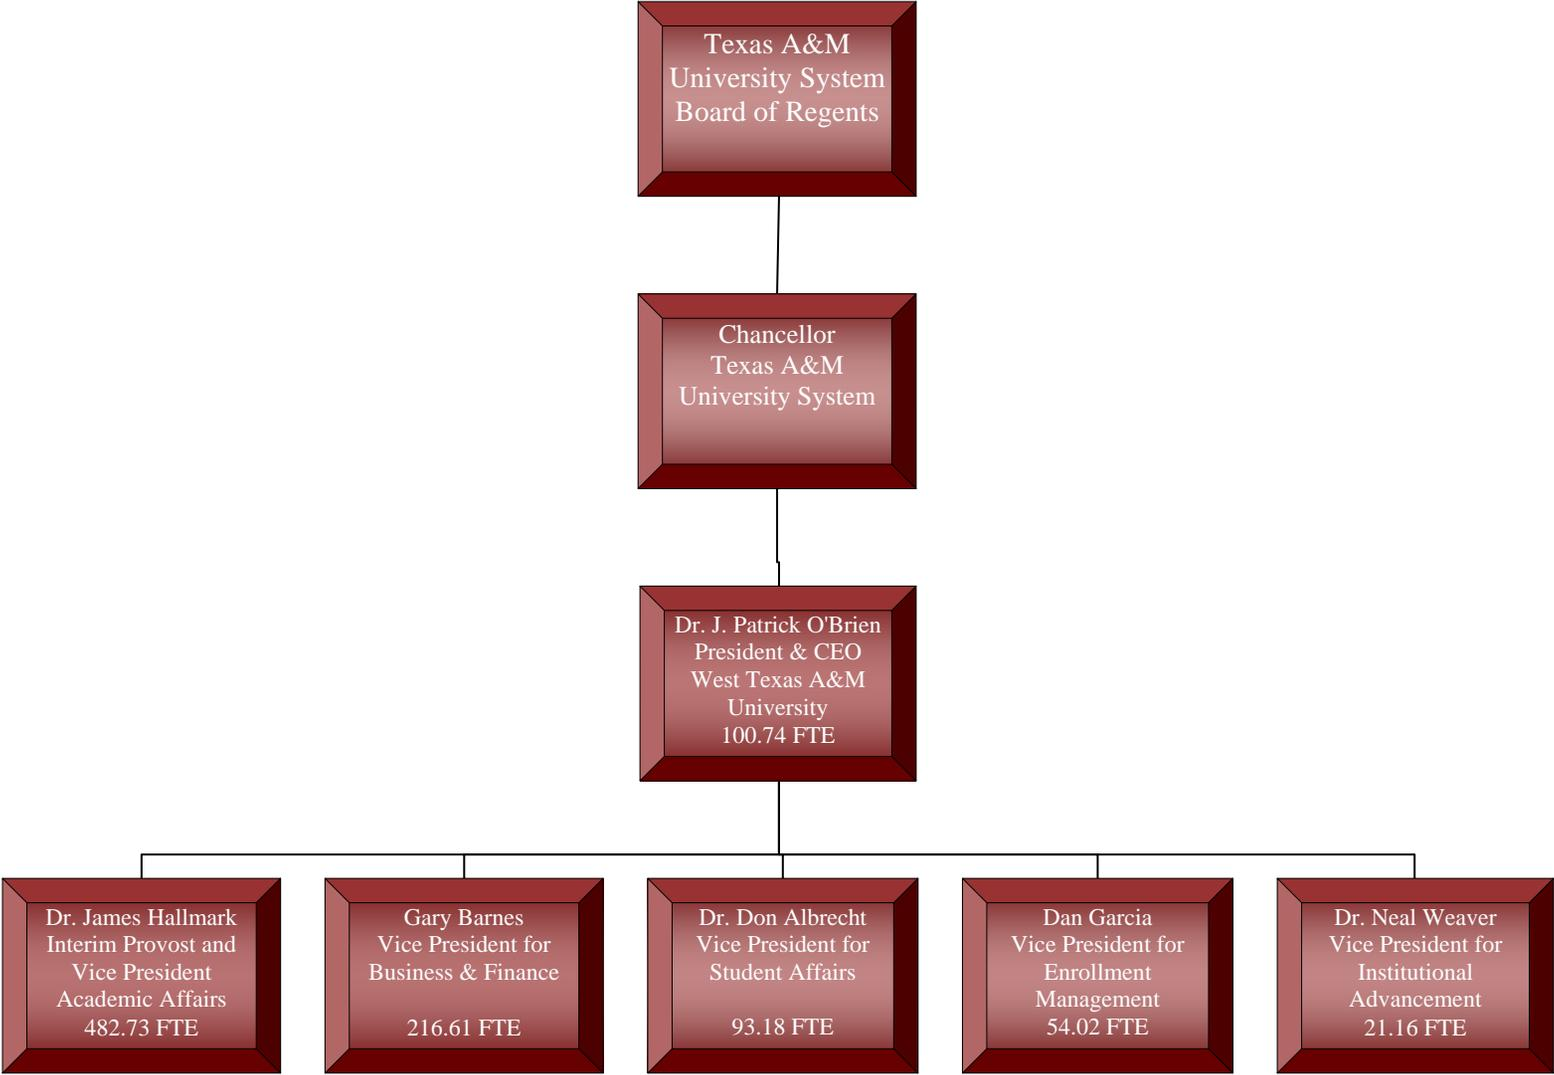 Texas A&M
University System
Board of Regents
Chancellor
Texas A&M
University System
Dr. J. Patrick O'Brien
President & CEO
West Texas A&M
University
100.74 FTE
Dr. James Hallmark
Interim Provost and
Vice President
Academic Affairs
482.73 FTE
Gary Barnes
Vice President for
Business & Finance
216.61 FTE
Dr. Don Albrecht
Vice President for
Student Affairs
93.18 FTE
Dan Garcia
Vice President for
Enrollment
Management
54.02 FTE
Dr. Neal Weaver
Vice President for
Institutional
Advancement
21.16 FTE